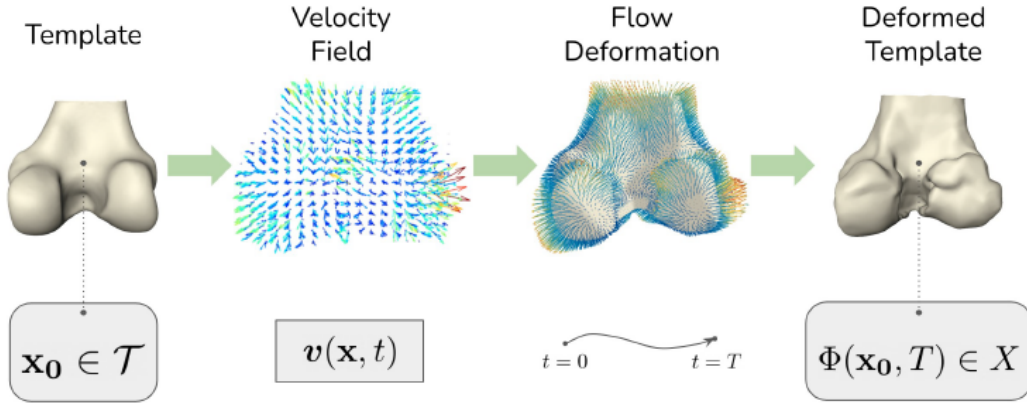 Template
Velocity
Field
Flow
Deformation
Deformed
Template
x₀ ∈ 𝒯
v(x, t)
t = 0
t = T
Φ(x₀, T) ∈ X